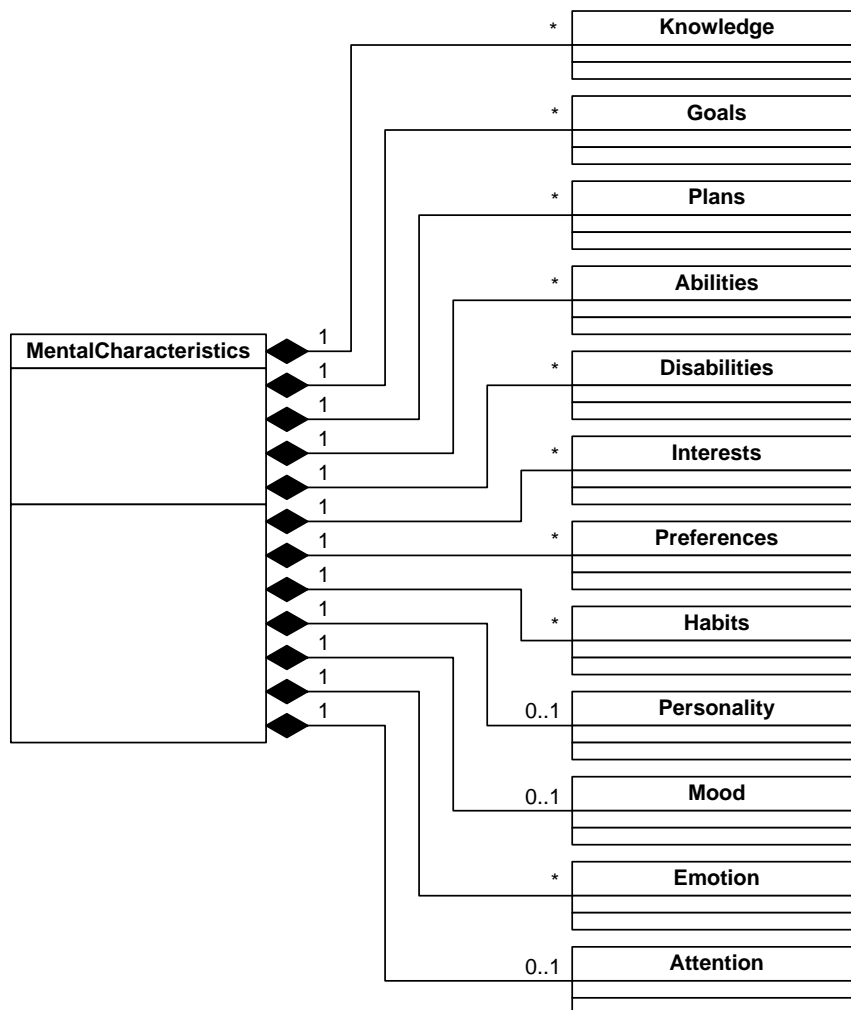 * Knowledge
* Goals
* Plans
* Abilities
MentalCharacteristics 1
1
* Disabilities
1
1
* Interests
1
1
* Preferences
1
1
* Habits
1
1
0..1 Personality
1
1
0..1 Mood
* Emotion
0..1 Attention